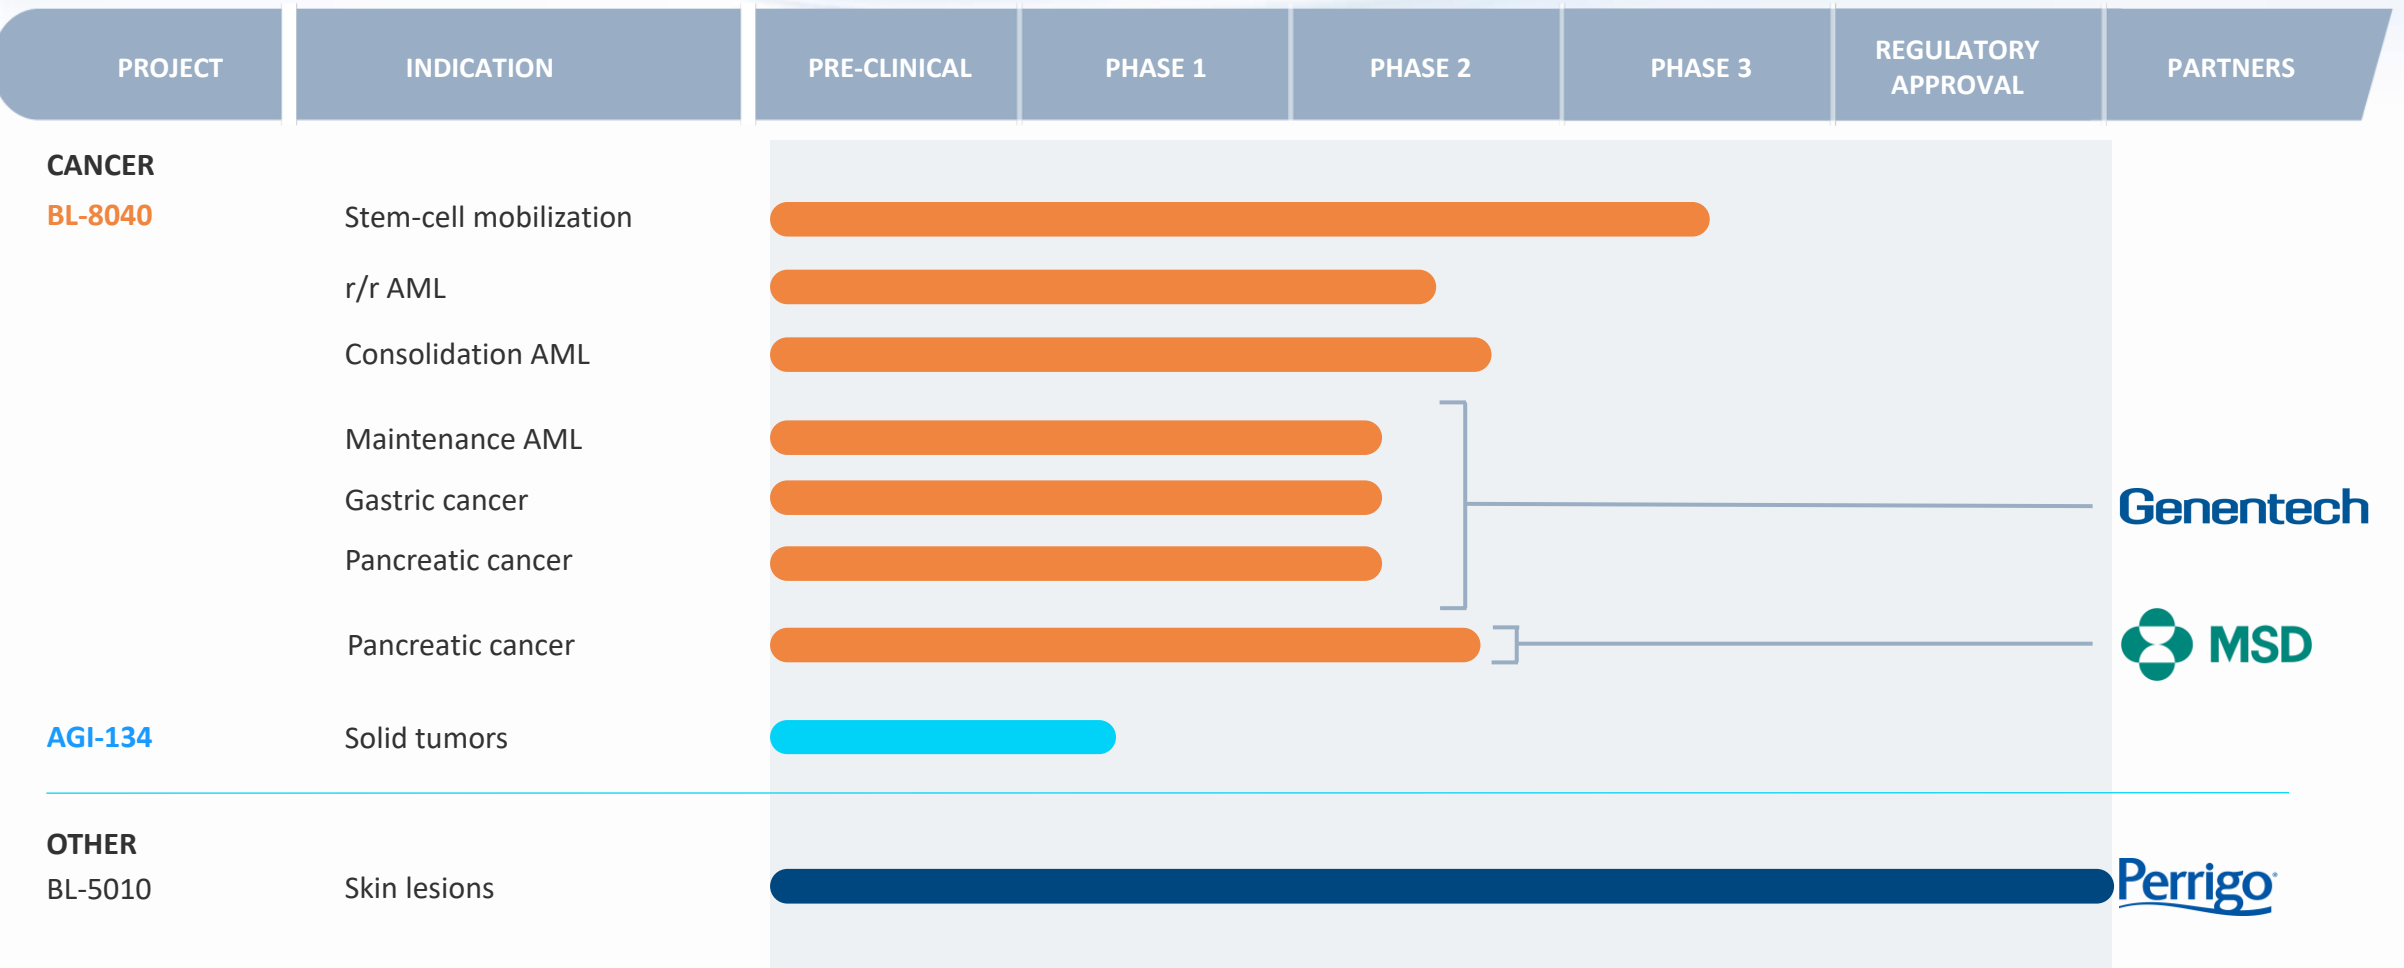 PROJECT
INDICATION
PRE-CLINICAL
PHASE 1
PHASE 2
PHASE 3
REGULATORY
APPROVAL
PARTNERS
CANCER
BL-8040
Stem-cell mobilization
r/r AML
Consolidation AML
Maintenance AML
Gastric cancer
Genentech
Pancreatic cancer
Pancreatic cancer
MSD
AGI-134
Solid tumors
OTHER
BL-5010
Skin lesions
Perrigo